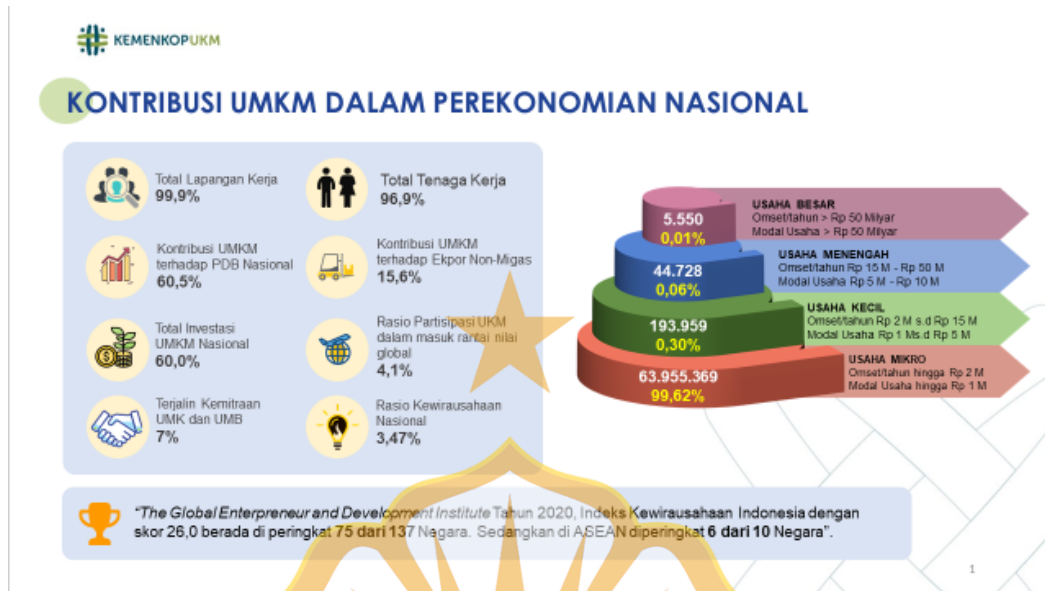 KEMENKOPUKM
KONTRIBUSI UMKM DALAM PEREKONOMIAN NASIONAL
Total Lapangan Kerja
99,9%
Total Tenaga Kerja
96,9%
Kontribusi UMKM
terhadap PDB Nasional
60,5%
Kontribusi UMKM
terhadap Ekpor Non-Migas
15,6%
Total Investasi
UMKM Nasional
60,0%
Rasio Partisipasi UKM
dalam masuk rantai nilai
global
4,1%
Terjalin Kemitraan
UMK dan UMB
7%
Rasio Kewirausahaan
Nasional
3,47%
5.550
0,01%
USAHA BESAR
Omset/tahun > Rp 50 Milyar
Modal Usaha > Rp 50 Milyar
44.728
0,06%
USAHA MENENGAH
Omset/tahun Rp 15 M - Rp 50 M
Modal Usaha Rp 5 M - Rp 10 M
193.959
0,30%
USAHA KECIL
Omset/tahun Rp 2 M s.d Rp 15 M
Modal Usaha Rp 1 Ms.d Rp 5 M
63.955.369
99,62%
USAHA MIKRO
Omset/tahun hingga Rp 2 M
Modal Usaha hingga Rp 1 M
“The Global Enterpreneur and Development Institute Tahun 2020, Indeks Kewirausahaan Indonesia dengan
skor 26,0 berada di peringkat 75 dari 137 Negara. Sedangkan di ASEAN diperingkat 6 dari 10 Negara”.
1